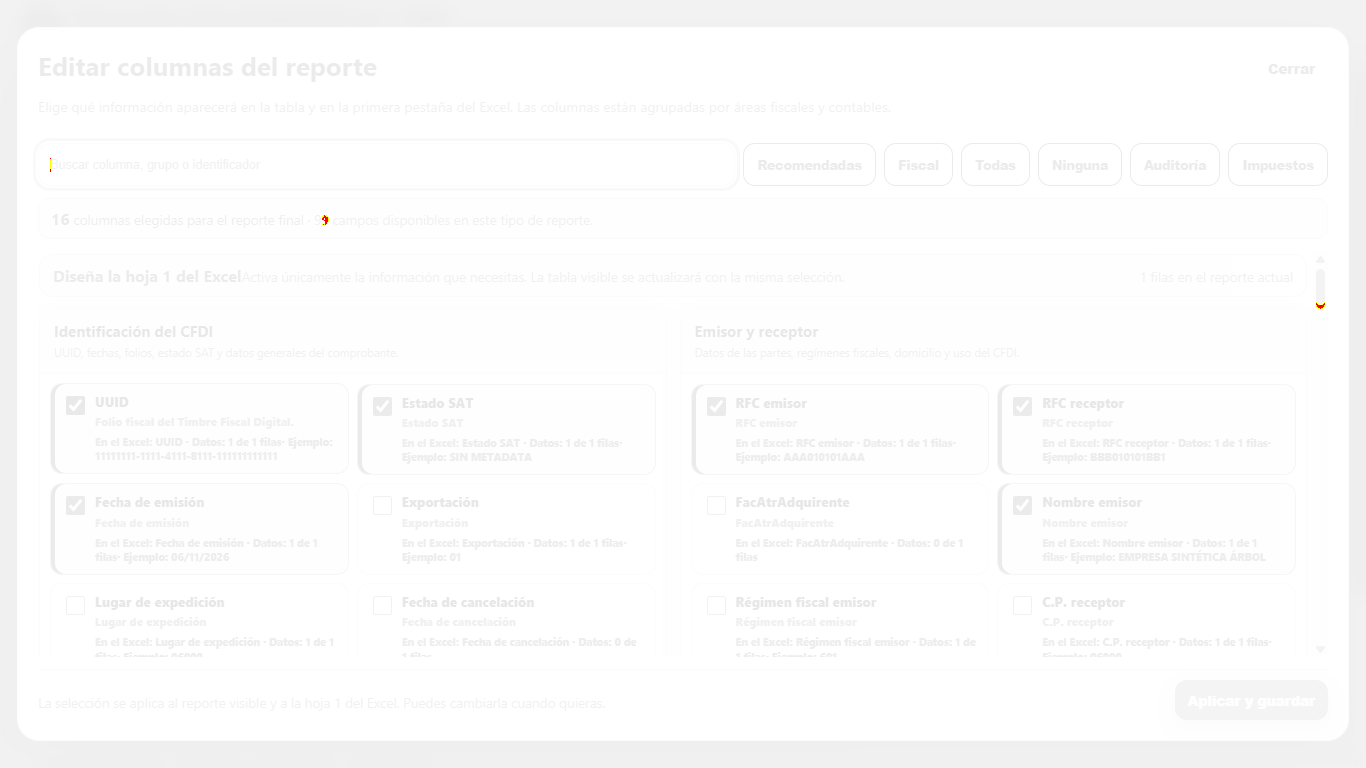 Editar columnas del reporte
Cerrar
Elige qué información aparecerá en la tabla y en la primera pestaña del Excel. Las columnas están agrupadas por áreas fiscales y contables.
Buscar columna, grupo o identificador
Recomendadas
Fiscal
Todas
Ninguna
Auditoría
Impuestos
16 columnas elegidas para el reporte final · campos disponibles en este tipo de reporte.
Diseña la hoja 1 del Excel Activa únicamente la información que necesitas. La tabla visible se actualizará con la misma selección.
1 filas en el reporte actual
Identificación del CFDI
UUID, fechas, folios, estado SAT y datos generales del comprobante.
UUID
Folio fiscal del Timbre Fiscal Digital.
En el Excel: UUID · Datos: 1 de 1 filas· Ejemplo:
11111111-1111-4111-8111-111111111111
Estado SAT
Estado SAT
En el Excel: Estado SAT · Datos: 1 de 1 filas·
Ejemplo: SIN METADATA
Fecha de emisión
Fecha de emisión
En el Excel: Fecha de emisión · Datos: 1 de 1
filas· Ejemplo: 06/11/2026
Exportación
Exportación
En el Excel: Exportación · Datos: 1 de 1 filas·
Ejemplo: 01
Lugar de expedición
Lugar de expedición
En el Excel: Lugar de expedición · Datos: 1 de 1
filas· Ejemplo: 06000
Fecha de cancelación
Fecha de cancelación
En el Excel: Fecha de cancelación · Datos: 0 de
1 filas
Emisor y receptor
Datos de las partes, regímenes fiscales, domicilio y uso del CFDI.
RFC emisor
RFC emisor
En el Excel: RFC emisor · Datos: 1 de 1 filas·
Ejemplo: AAA010101AAA
RFC receptor
RFC receptor
En el Excel: RFC receptor · Datos: 1 de 1 filas·
Ejemplo: BBB010101BB1
FacAtrAdquirente
FacAtrAdquirente
En el Excel: FacAtrAdquirente · Datos: 0 de 1
filas
Nombre emisor
Nombre emisor
En el Excel: Nombre emisor · Datos: 1 de 1
filas· Ejemplo: EMPRESA SINTÉTICA ÁRBOL
Régimen fiscal emisor
Régimen fiscal emisor
En el Excel: Régimen fiscal emisor · Datos: 1 de
1 filas· Ejemplo: 601
C.P. receptor
C.P. receptor
En el Excel: C.P. receptor · Datos: 1 de 1 filas·
Ejemplo: 06000
La selección se aplica al reporte visible y a la hoja 1 del Excel. Puedes cambiarla cuando quieras.
Aplicar y guardar